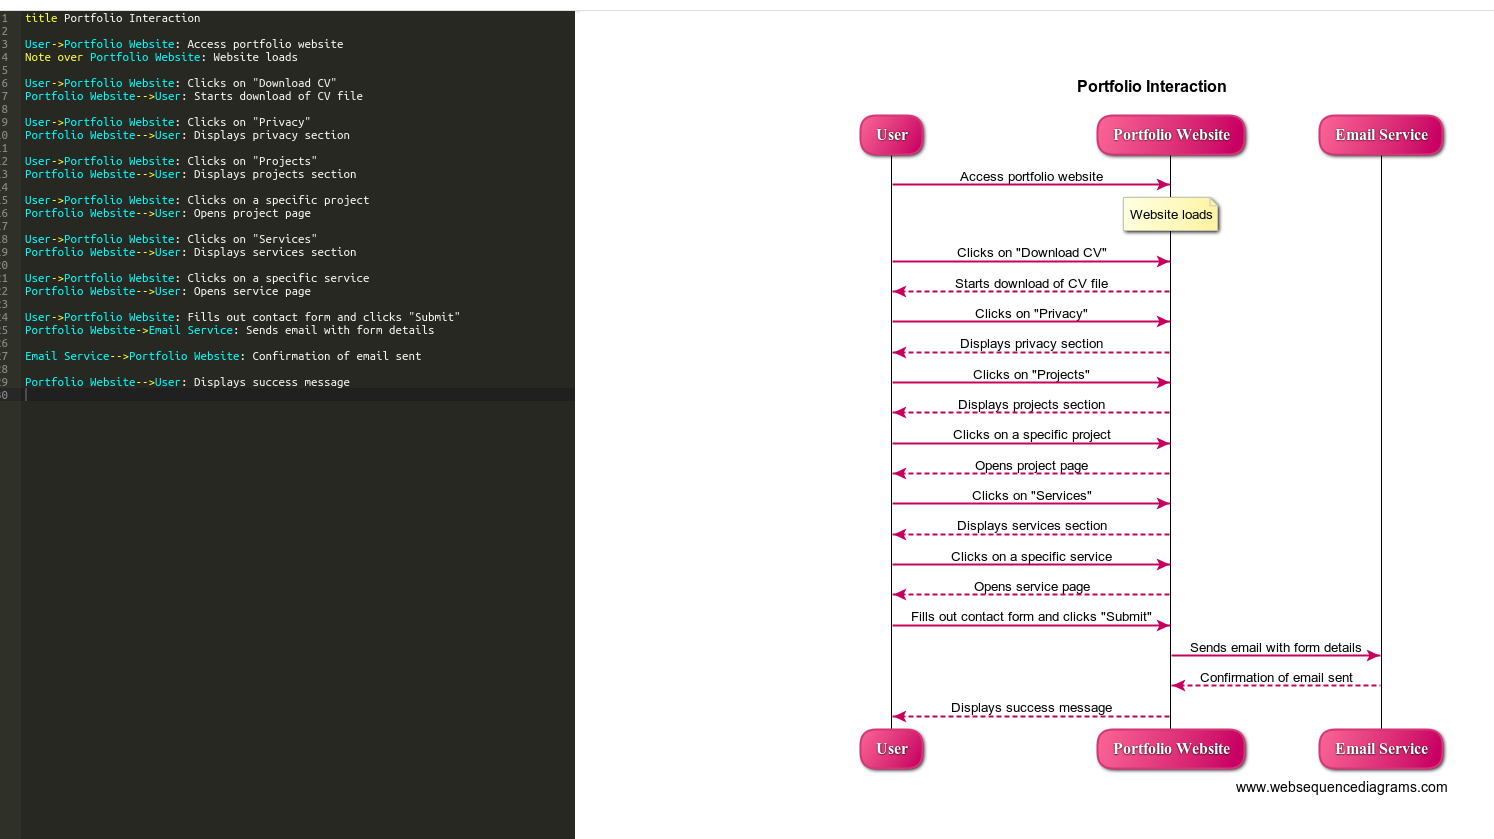 1 title Portfolio Interaction
2
3 User->Portfolio Website: Access portfolio website
4 Note over Portfolio Website: Website loads
5
6 User->Portfolio Website: Clicks on "Download CV"
7 Portfolio Website-->User: Starts download of CV file
8
9 User->Portfolio Website: Clicks on "Privacy"
0 Portfolio Website-->User: Displays privacy section
1
2 User->Portfolio Website: Clicks on "Projects"
3 Portfolio Website-->User: Displays projects section
4
5 User->Portfolio Website: Clicks on a specific project
6 Portfolio Website-->User: Opens project page
7
8 User->Portfolio Website: Clicks on "Services"
9 Portfolio Website-->User: Displays services section
0
1 User->Portfolio Website: Clicks on a specific service
2 Portfolio Website-->User: Opens service page
3
4 User->Portfolio Website: Fills out contact form and clicks "Submit"
5 Portfolio Website->Email Service: Sends email with form details
6
7 Email Service-->Portfolio Website: Confirmation of email sent
8
9 Portfolio Website-->User: Displays success message
0
Portfolio Interaction
User Portfolio Website Email Service
Access portfolio website
Website loads
Clicks on "Download CV"
Starts download of CV file
Clicks on "Privacy"
Displays privacy section
Clicks on "Projects"
Displays projects section
Clicks on a specific project
Opens project page
Clicks on "Services"
Displays services section
Clicks on a specific service
Opens service page
Fills out contact form and clicks "Submit"
Sends email with form details
Confirmation of email sent
Displays success message
User Portfolio Website Email Service
www.websequencediagrams.com